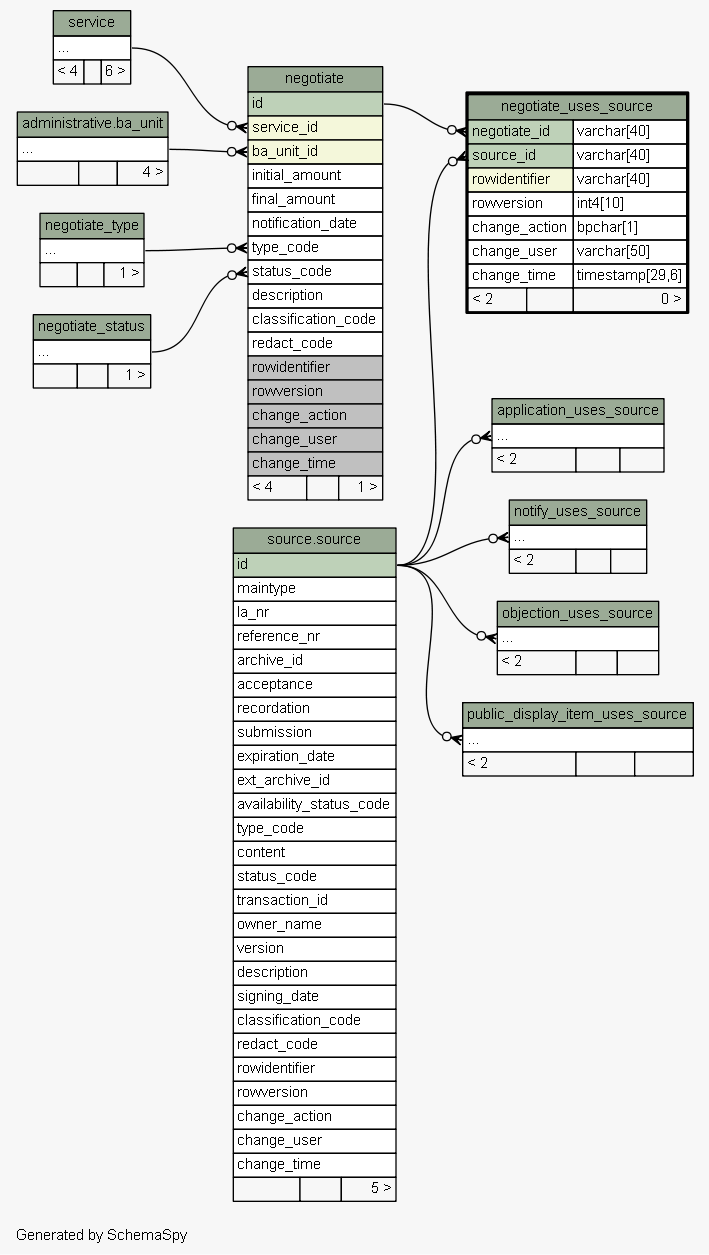 service
...
< 4 6 >
administrative.ba_unit
...
4 >
negotiate_type
...
1 >
negotiate_status
...
1 >
negotiate
id
service_id
ba_unit_id
initial_amount
final_amount
notification_date
type_code
status_code
description
classification_code
redact_code
rowidentifier
rowversion
change_action
change_user
change_time
< 4 1 >
negotiate_uses_source
negotiate_id varchar[40]
source_id varchar[40]
rowidentifier varchar[40]
rowversion int4[10]
change_action bpchar[1]
change_user varchar[50]
change_time timestamp[29,6]
< 2 0 >
application_uses_source
...
< 2
notify_uses_source
...
< 2
objection_uses_source
...
< 2
public_display_item_uses_source
...
< 2
source.source
id
maintype
la_nr
reference_nr
archive_id
acceptance
recordation
submission
expiration_date
ext_archive_id
availability_status_code
type_code
content
status_code
transaction_id
owner_name
version
description
signing_date
classification_code
redact_code
rowidentifier
rowversion
change_action
change_user
change_time
5 >
Generated by SchemaSpy